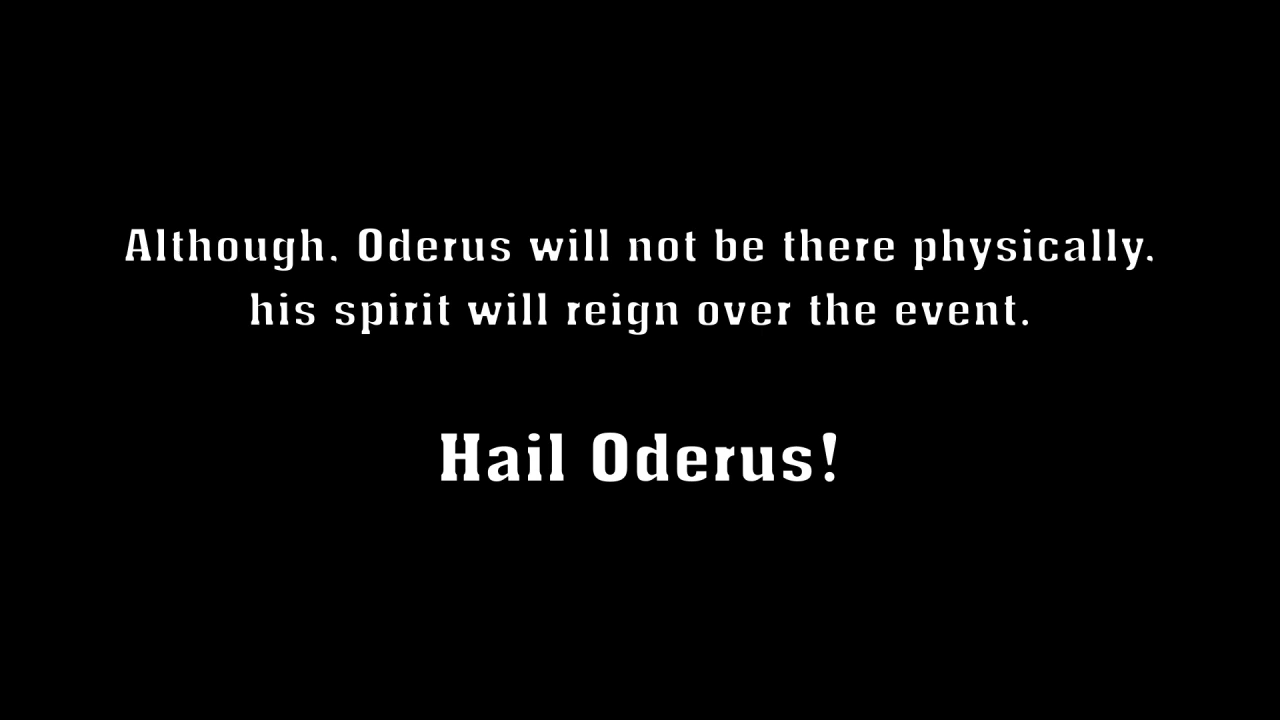 Although, Oderus will not be there physically,
his spirit will reign over the event.
Hail Oderus!